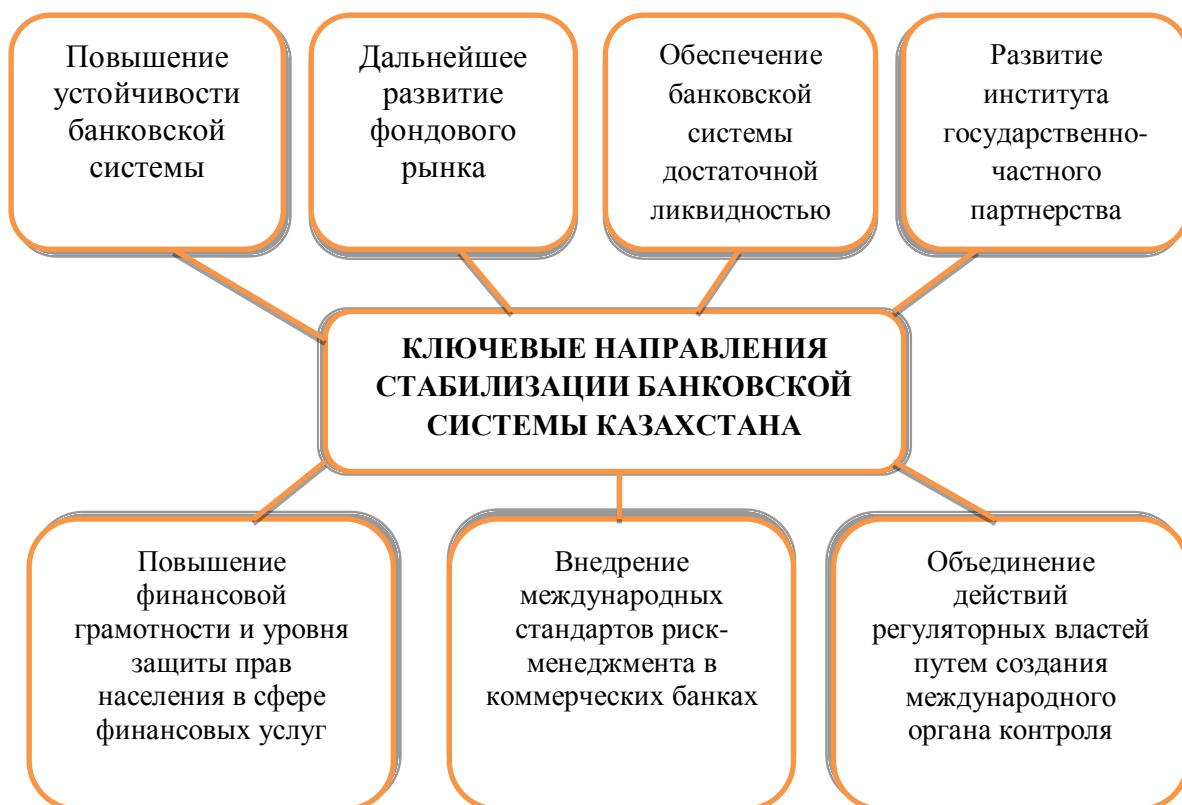 Повышение
устойчивости
банковской
системы
Дальнейшее
развитие
фондового
рынка
Обеспечение
банковской
системы
достаточной
ликвидностью
Развитие
института
государственно-
частного
партнерства
КЛЮЧЕВЫЕ НАПРАВЛЕНИЯ
СТАБИЛИЗАЦИИ БАНКОВСКОЙ
СИСТЕМЫ КАЗАХСТАНА
Повышение
финансовой
грамотности и уровня
защиты прав
населения в сфере
финансовых услуг
Внедрение
международных
стандартов риск-
менеджмента в
коммерческих банках
Объединение
действий
регуляторных властей
путем создания
международного
органа контроля